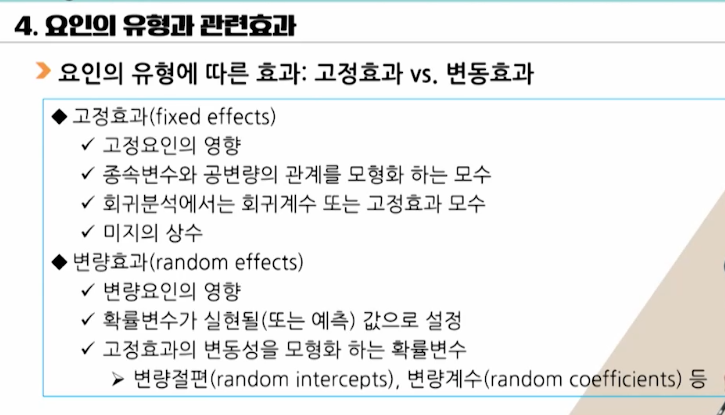 4. 요인의 유형과 관련효과
요인의 유형에 따른 효과: 고정효과 vs. 변동효과
◆ 고정효과(fixed effects)
✓ 고정요인의 영향
✓ 종속변수와 공변량의 관계를 모형화 하는 모수
✓ 회귀분석에서는 회귀계수 또는 고정효과 모수
✓ 미지의 상수
◆ 변량효과(random effects)
✓ 변량요인의 영향
✓ 확률변수가 실현될(또는 예측) 값으로 설정
✓ 고정효과의 변동성을 모형화 하는 확률변수
➢ 변량절편(random intercepts), 변량계수(random coefficients) 등